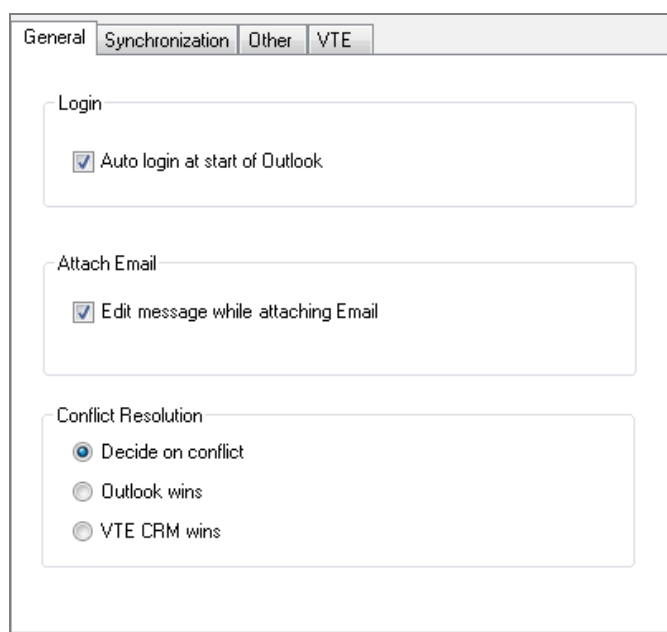 General Synchronization Other VTE
Login
Auto login at start of Outlook
Attach Email
Edit message while attaching Email
Conflict Resolution
Decide on conflict
Outlook wins
VTE CRM wins